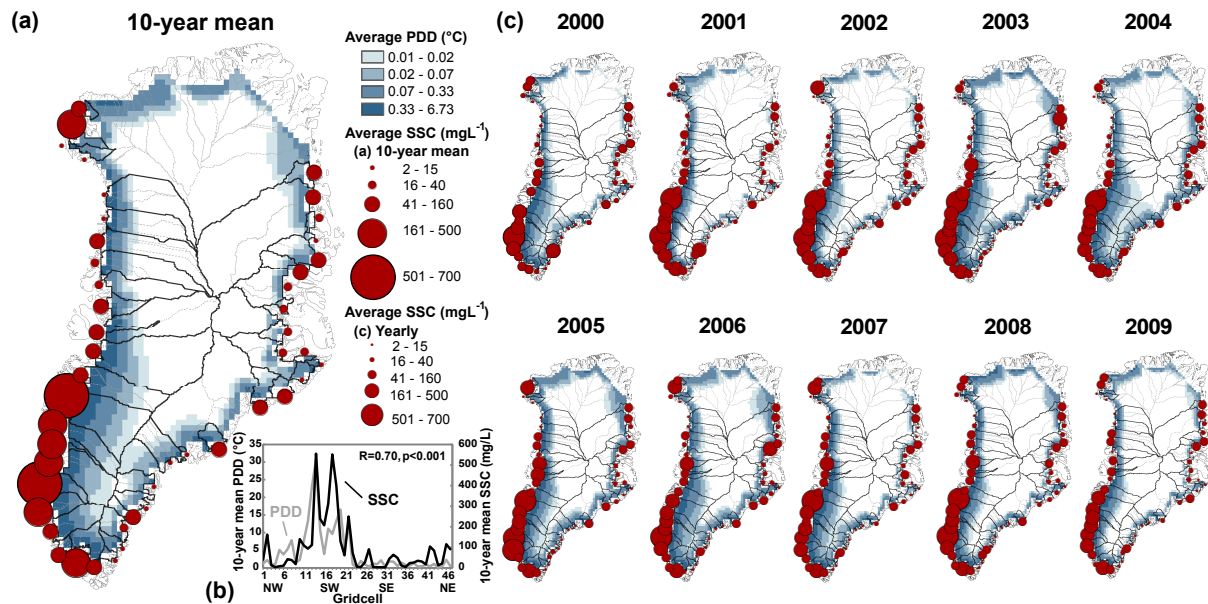 (a)
10-year mean
Average PDD (°C)
0.01 - 0.02
0.02 - 0.07
0.07 - 0.33
0.33 - 6.73
Average SSC (mgL⁻¹)
(a) 10-year mean
2 - 15
16 - 40
41 - 160
161 - 500
501 - 700
Average SSC (mgL⁻¹)
(c) Yearly
2 - 15
16 - 40
41 - 160
161 - 500
501 - 700
(b)
10-year mean PDD (°C)
35
30
25
20
15
10
5
0
R=0.70, p<0.001
SSC
PDD
600
500
400
300
200
100
0
10-year mean SSC (mg/L)
1 6 11 16 21 26 31 36 41 46
NW SW SE NE
Gridcell
(c)
2000 2001 2002 2003 2004
2005 2006 2007 2008 2009